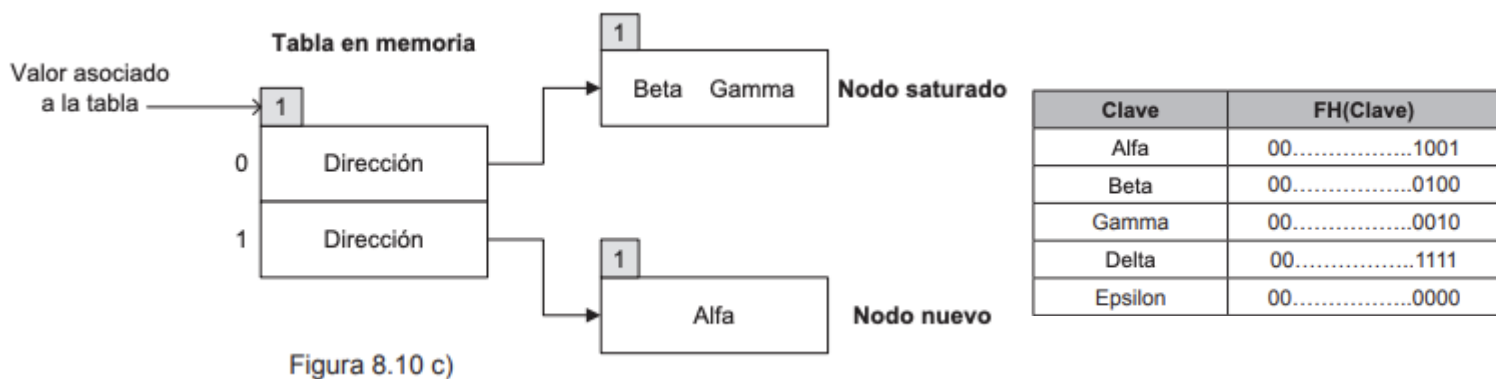 Tabla en memoria
Valor asociado
a la tabla
1
0 Dirección
1 Dirección
1
Beta Gamma
Nodo saturado
1
Alfa
Nodo nuevo
Figura 8.10 c)
Clave FH(Clave)
Alfa 00.................1001
Beta 00.................0100
Gamma 00.................0010
Delta 00.................1111
Epsilon 00.................0000